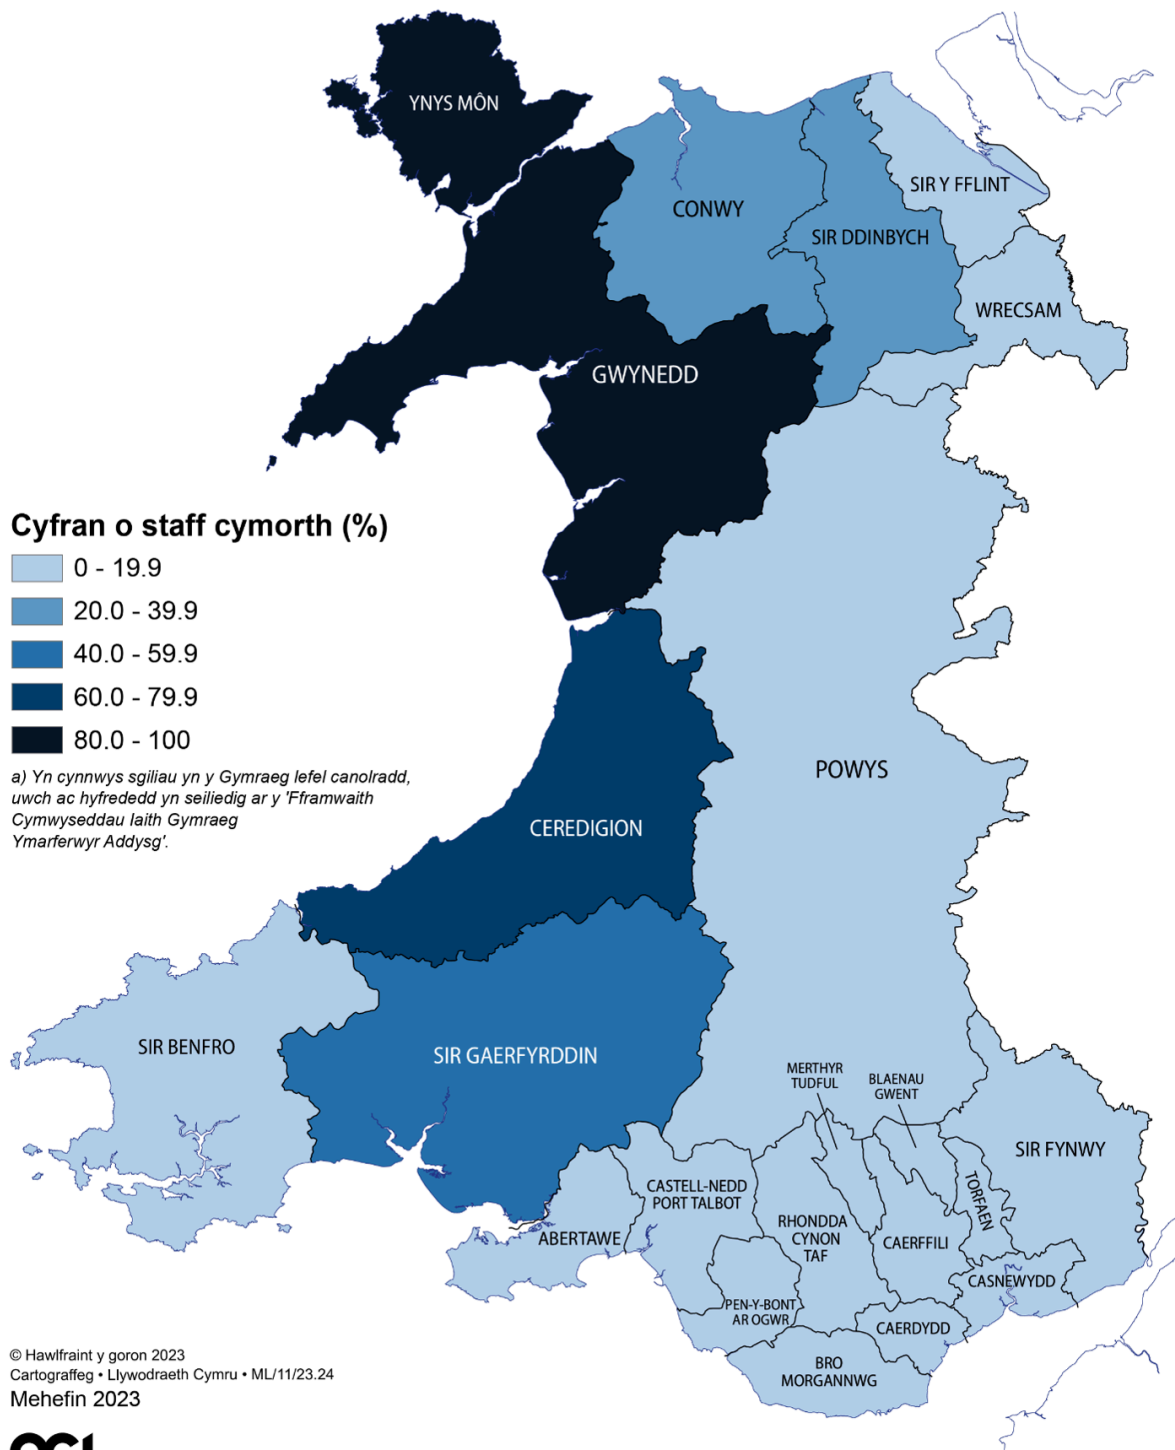 YNYS MÔN
CONWY
SIR DDINBYCH
SIR Y FFLINT
WRECSAM
GWYNEDD
Cyfran o staff cymorth (%)
0 - 19.9
20.0 - 39.9
40.0 - 59.9
60.0 - 79.9
80.0 - 100
a) Yn cynnwys sgiliau yn y Gymraeg lefel canolradd,
uwch ac hyfrededd yn seiliedig ar y 'Fframwaith
Cymwyseddau Iaith Gymraeg
Ymarferwyr Addysg'.
POWYS
CEREDIGION
SIR BENFRO
SIR GAERFYRDDIN
MERTHYR
TUDFUL
BLAENAU
GWENT
SIR FYNWY
CASTELL-NEDD
PORT TALBOT
TORFAEN
RHONDDA
CYNON
TAF
ABERTAWE
CAERFFILI
CASNEWYDD
PEN-Y-BONT
AR OGWR
CAERDYDD
BRO
MORGANNWG
© Hawlfraint y goron 2023
Cartograffeg • Llywodraeth Cymru • ML/11/23.24
Mehefin 2023